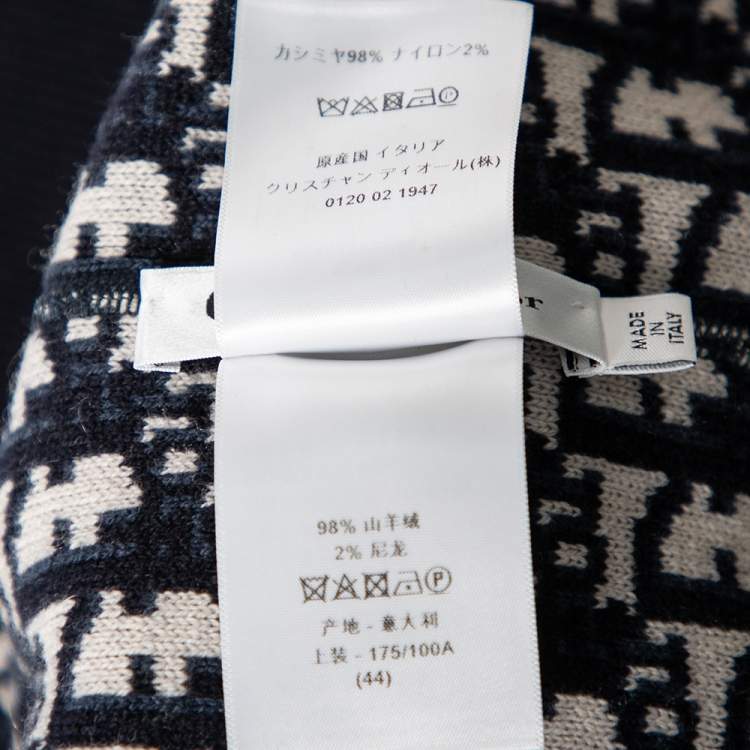 カシミヤ98% ナイロン2%
原産国 イタリア
クリスチャン ディオール(株)
0120 02 1947
MADE
IN
ITALY
98% 山羊绒
2% 尼龙
P
产地 - 意大利
上装 - 175/100A
(44)